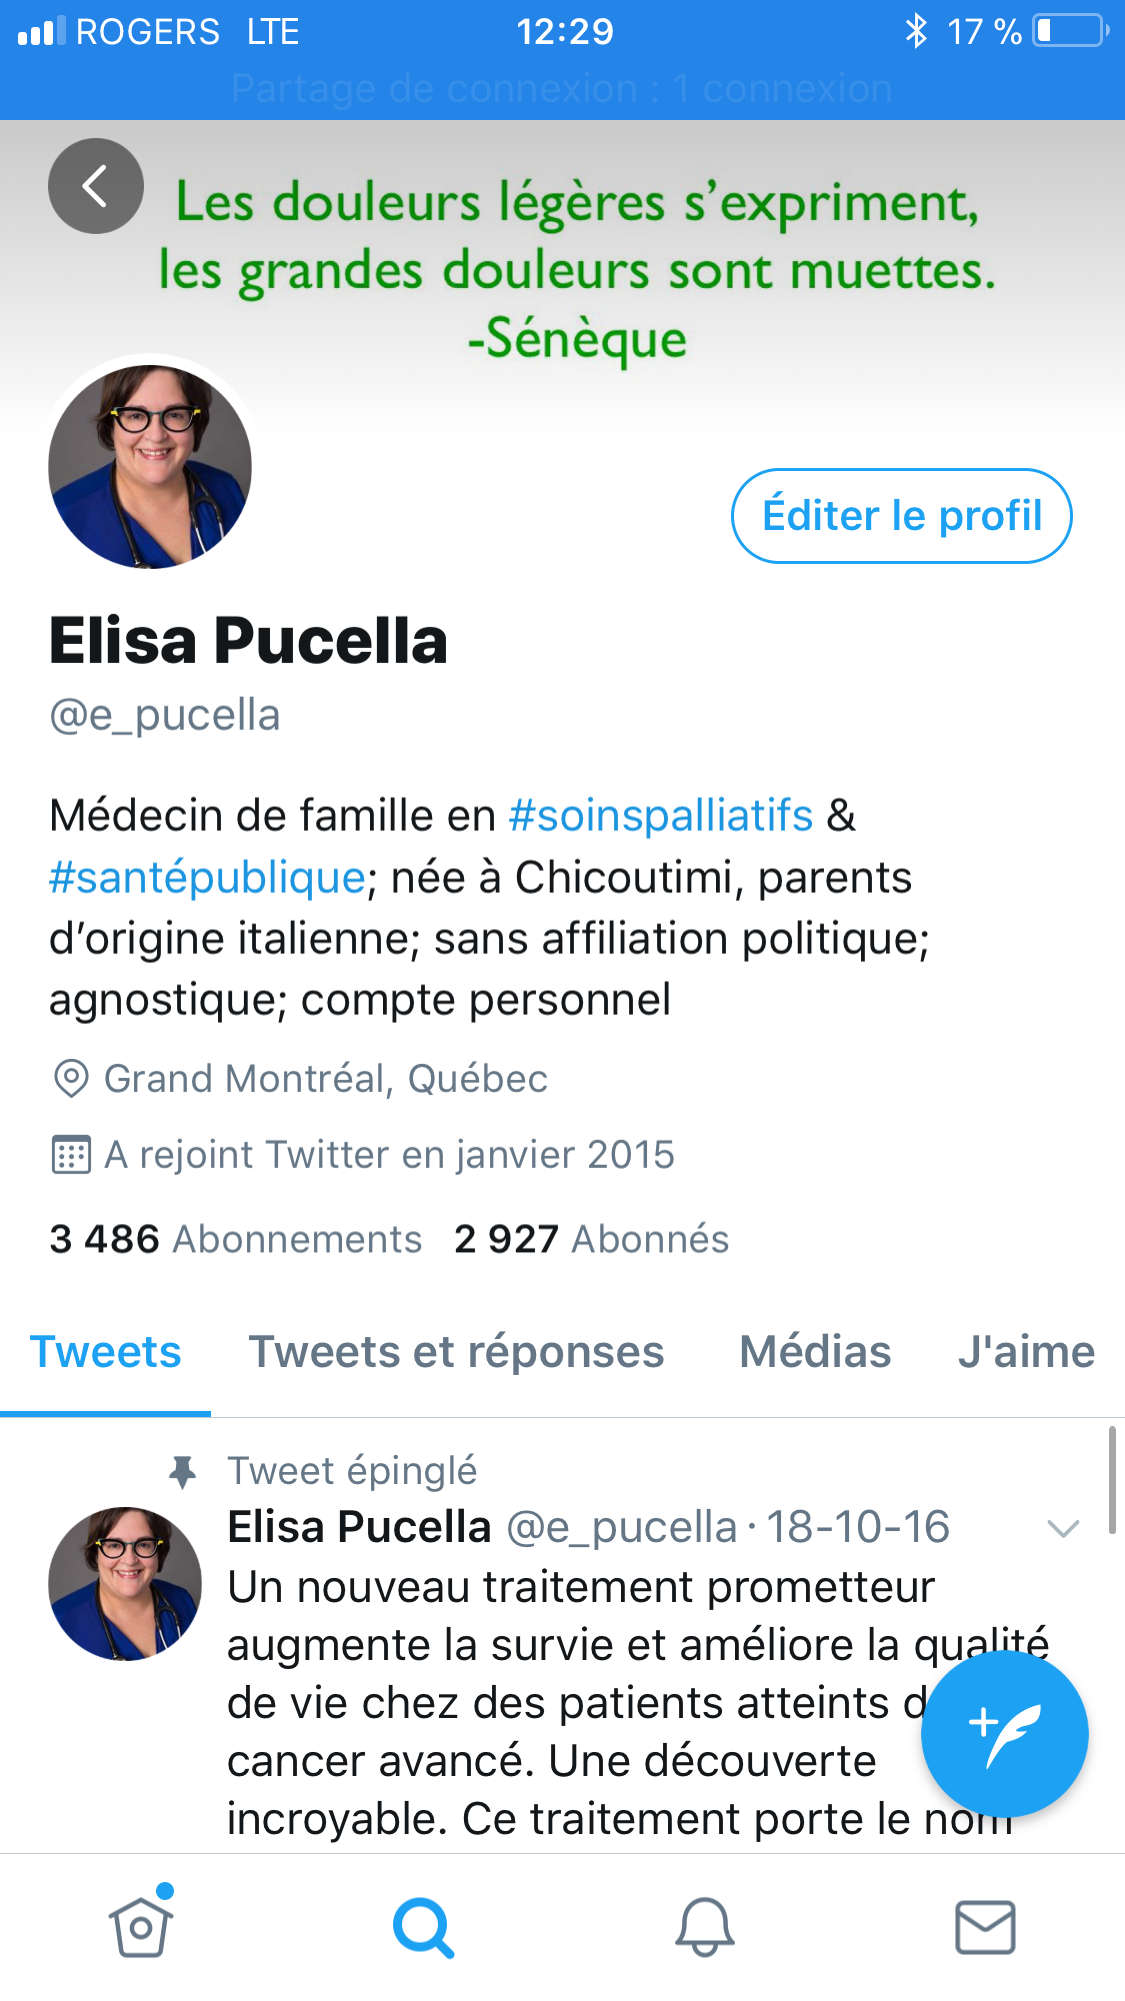 ROGERS LTE 12:29 17 %
Partage de connexion : 1 connexion
Les douleurs légères s’expriment,
les grandes douleurs sont muettes.
-Sénèque
Éditer le profil
Elisa Pucella
@e_pucella
Médecin de famille en #soinspalliatifs &
#santépublique; née à Chicoutimi, parents
d’origine italienne; sans affiliation politique;
agnostique; compte personnel
Grand Montréal, Québec
A rejoint Twitter en janvier 2015
3 486 Abonnements 2 927 Abonnés
Tweets Tweets et réponses Médias J'aime
Tweet épinglé
Elisa Pucella @e_pucella · 18-10-16
Un nouveau traitement prometteur
augmente la survie et améliore la qualité
de vie chez des patients atteints
cancer avancé. Une découverte
incroyable. Ce traitement porte le nom